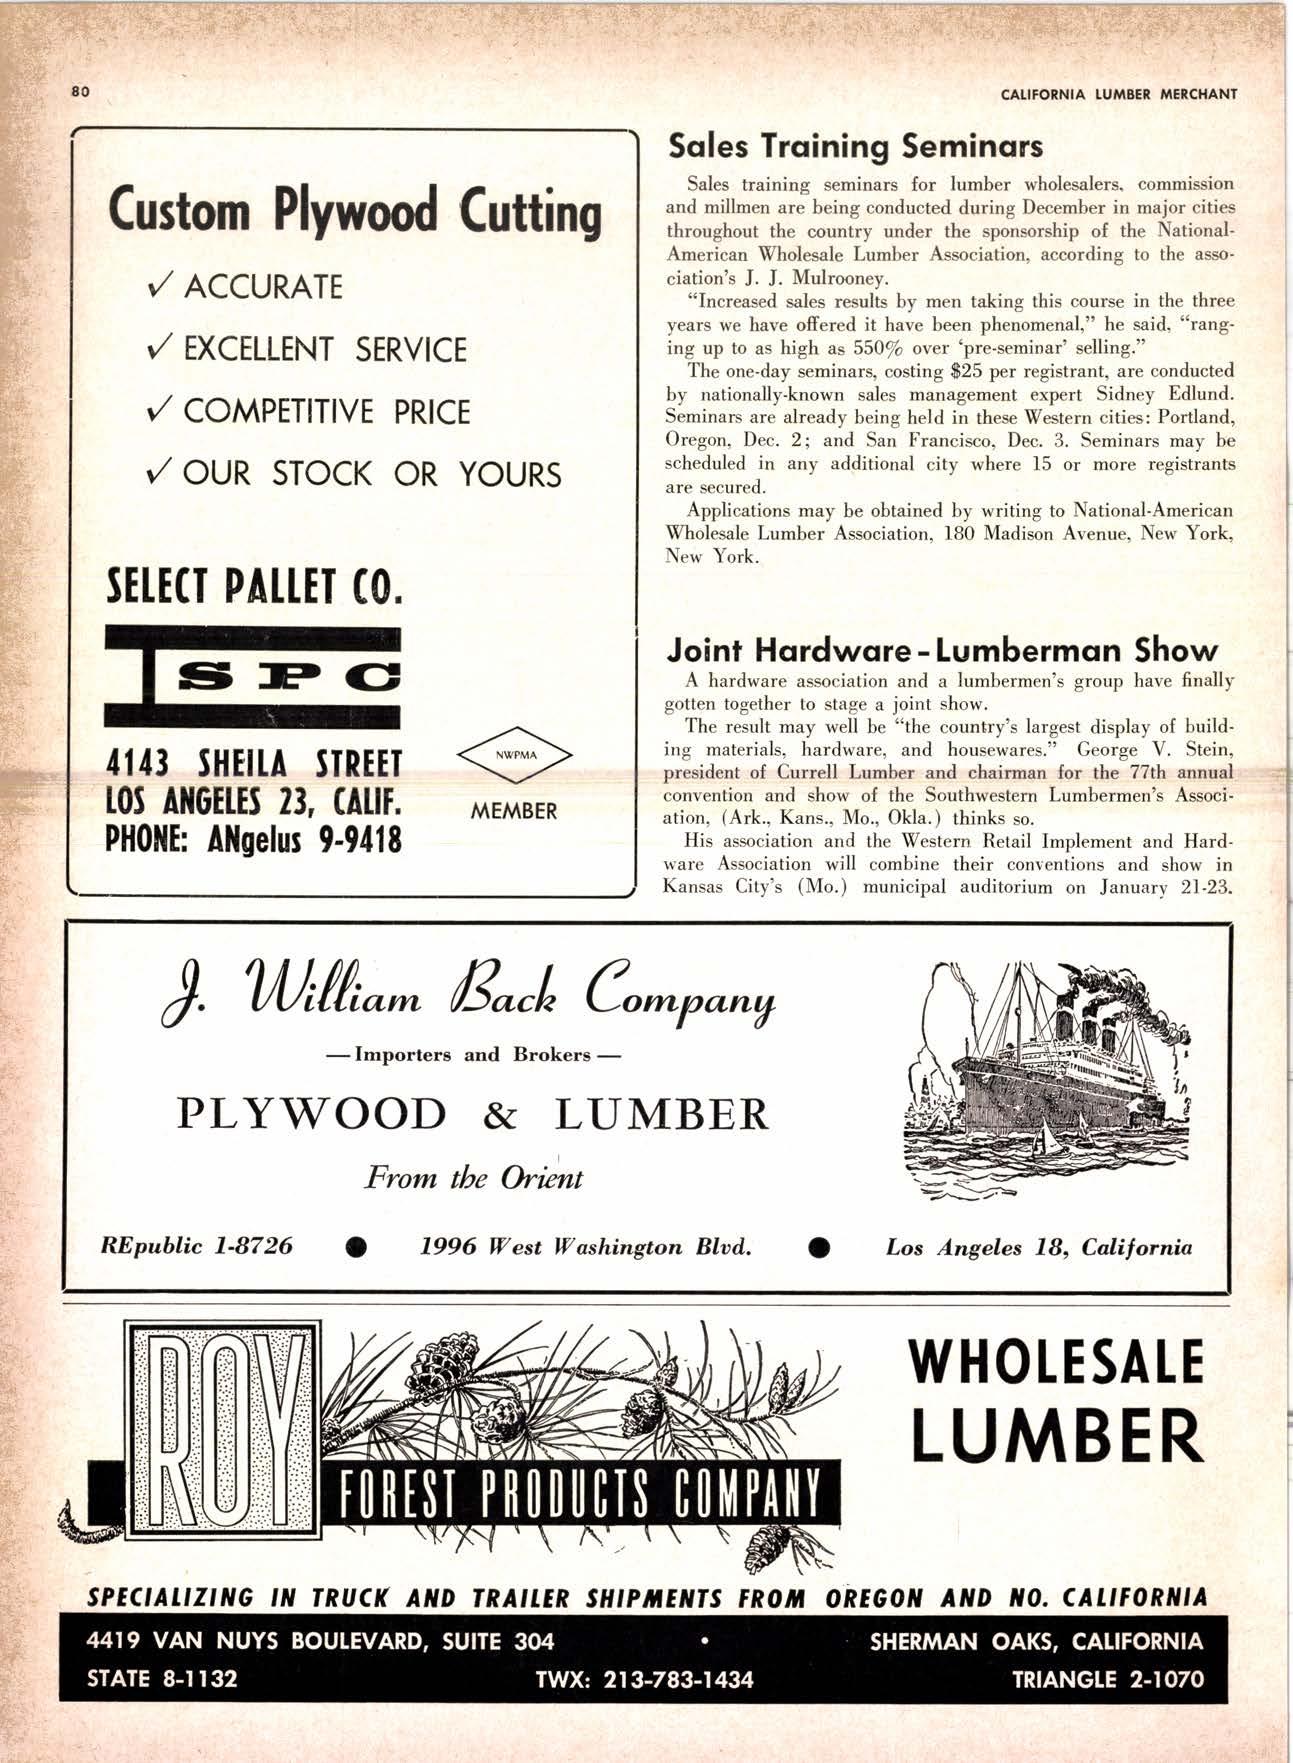 80
CALIFORNIA LUMBER MERCHANT
Custom Plywood Cutting
✓ ACCURATE
✓ EXCELLENT SERVICE
✓ COMPETITIVE PRICE
✓ OUR STOCK OR YOURS
SELECT PALLET CO.
SPC
4143 SHEILA STREET
LOS ANGELES 23, CALIF.
PHONE: ANgelus 9-9418
NWPMA
MEMBER
Sales Training Seminars
Sales training seminars for lumber wholesalers, commission
and millmen are being conducted during December in major cities
throughout the country under the sponsorship of the National-
American Wholesale Lumber Association, according to the asso-
ciation's J. J. Mulrooney.
"Increased sales results by men taking this course in the three
years we have offered it have been phenomenal," he said, "rang-
ing up to as high as 550% over 'pre-seminar' selling."
The one-day seminars, costing $25 per registrant, are conducted
by nationally-known sales management expert Sidney Edlund.
Seminars are already being held in these Western cities: Portland,
Oregon, Dec. 2; and San Francisco, Dec. 3. Seminars may be
scheduled in any additional city where 15 or more registrants
are secured.
Applications may be obtained by writing to National-American
Wholesale Lumber Association, 180 Madison Avenue, New York,
New York.
Joint Hardware-Lumberman Show
A hardware association and a lumbermen's group have finally
gotten together to stage a joint show.
The result may well be "the country's largest display of build-
ing materials, hardware, and housewares." George V. Stein,
president of Currell Lumber and chairman for the 77th annual
convention and show of the Southwestern Lumbermen's Associ-
ation, (Ark., Kans., Mo., Okla.) thinks so.
His association and the Western Retail Implement and Hard-
ware Association will combine their conventions and show in
Kansas City's (Mo.) municipal auditorium on January 21-23.
J. William Back Company
—Importers and Brokers—
PLYWOOD & LUMBER
From the Orient
REpublic 1-8726 ● 1996 West Washington Blvd. ● Los Angeles 18, California
ROY
FOREST PRODUCTS COMPANY
WHOLESALE
LUMBER
SPECIALIZING IN TRUCK AND TRAILER SHIPMENTS FROM OREGON AND NO. CALIFORNIA
4419 VAN NUYS BOULEVARD, SUITE 304 • SHERMAN OAKS, CALIFORNIA
STATE 8-1132 TWX: 213-783-1434 TRIANGLE 2-1070